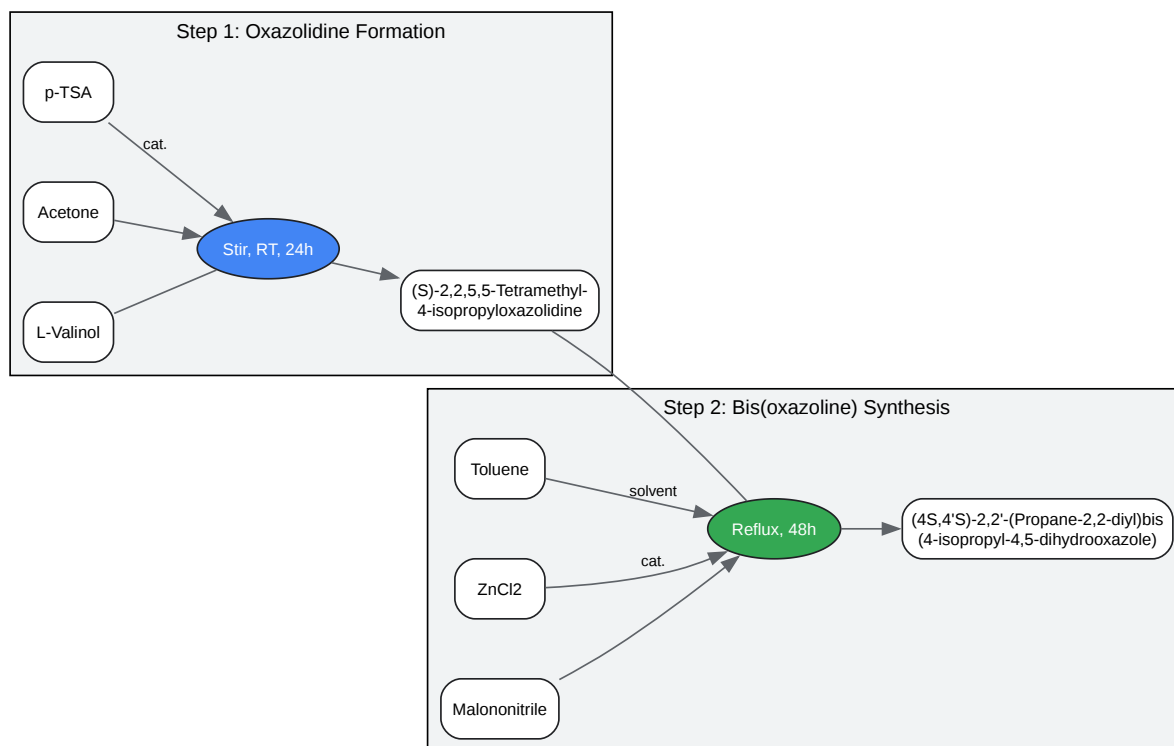 Step 1: Oxazolidine Formation
p-TSA
cat.
Acetone
Stir, RT, 24h
L-Valinol
(S)-2,2,5,5-Tetramethyl-
4-isopropyloxazolidine
Step 2: Bis(oxazoline) Synthesis
Toluene
solvent
Reflux, 48h
(4S,4'S)-2,2'-(Propane-2,2-diyl)bis
(4-isopropyl-4,5-dihydrooxazole)
cat.
ZnCl2
Malononitrile